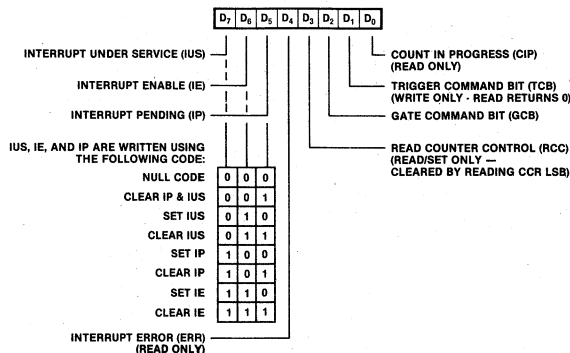 D7 D6 D5 D4 D3 D2 D1 D0
INTERRUPT UNDER SERVICE (IUS)
INTERRUPT ENABLE (IE)
INTERRUPT PENDING (IP)
IUS, IE, AND IP ARE WRITTEN USING
THE FOLLOWING CODE:
NULL CODE 0 0 0
CLEAR IP & IUS 0 0 1
SET IUS 0 1 0
CLEAR IUS 0 1 1
SET IP 1 0 0
CLEAR IP 1 0 1
SET IE 1 1 0
CLEAR IE 1 1 1
INTERRUPT ERROR (ERR)
(READ ONLY)
COUNT IN PROGRESS (CIP)
(READ ONLY)
TRIGGER COMMAND BIT (TCB)
(WRITE ONLY - READ RETURNS 0)
GATE COMMAND BIT (GCB)
READ COUNTER CONTROL (RCC)
(READ/SET ONLY —
CLEARED BY READING CCR LSB)